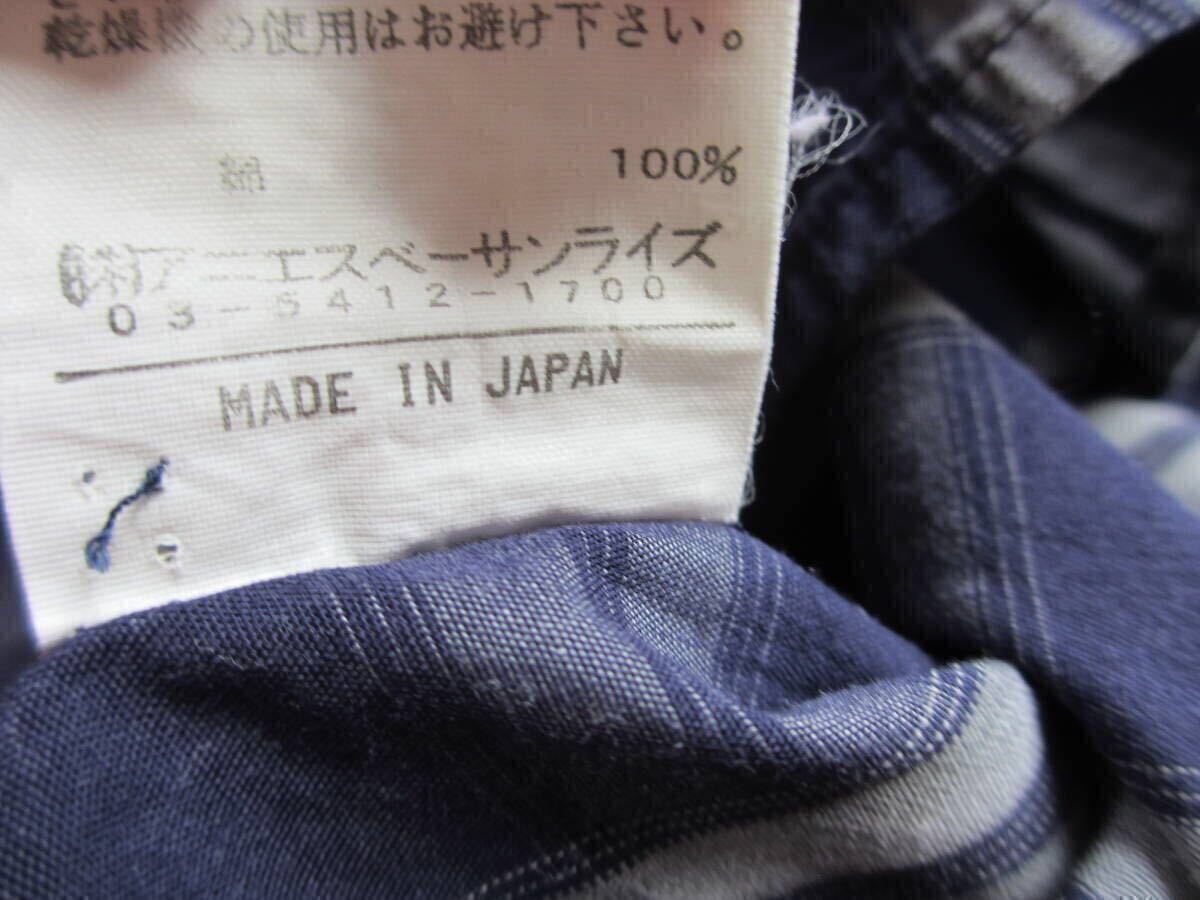 乾燥機の使用はお避け下さい。
綿 100%
㈱アニエスベーサンライズ
03-5412-1700
MADE IN JAPAN